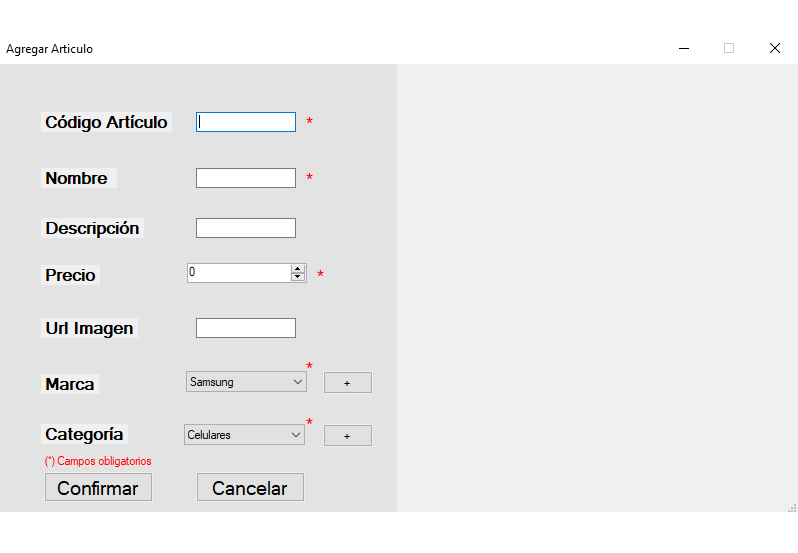 Agregar Articulo
Código Artículo *
Nombre *
Descripción
Precio 0 *
Url Imagen
*
Marca Samsung +
*
Categoría Celulares +
(*) Campos obligatorios
Confirmar Cancelar